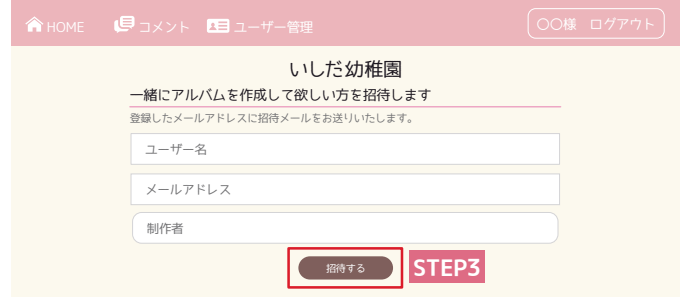 HOME コメント ユーザー管理 〇〇様 ログアウト
いしだ幼稚園
一緒にアルバムを作成して欲しい方を招待します
登録したメールアドレスに招待メールをお送りいたします。
ユーザー名
メールアドレス
制作者
招待する STEP3